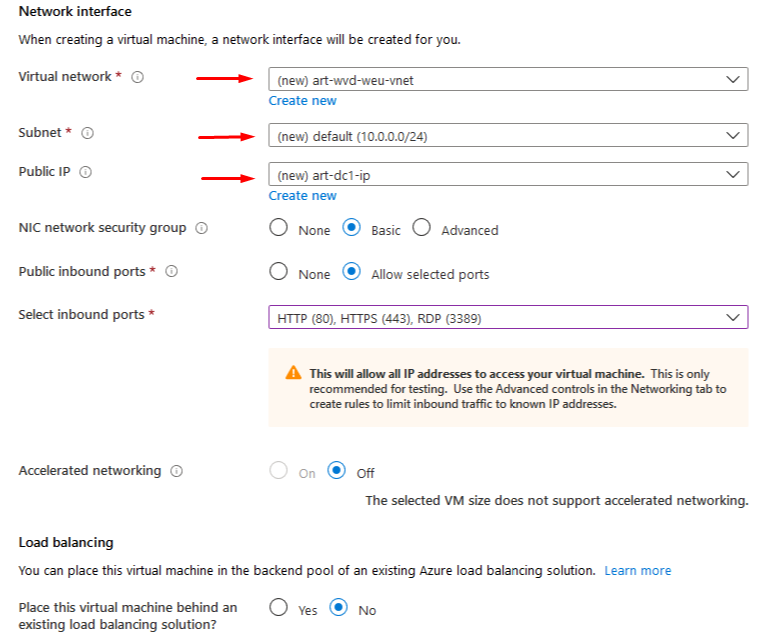 Network interface
When creating a virtual machine, a network interface will be created for you.
Virtual network *
(new) art-wvd-weu-vnet
Create new
Subnet *
(new) default (10.0.0.0/24)
Public IP
(new) art-dc1-ip
Create new
NIC network security group
None Basic Advanced
Public inbound ports *
None Allow selected ports
Select inbound ports *
HTTP (80), HTTPS (443), RDP (3389)
This will allow all IP addresses to access your virtual machine. This is only
recommended for testing. Use the Advanced controls in the Networking tab to
create rules to limit inbound traffic to known IP addresses.
Accelerated networking
On Off
The selected VM size does not support accelerated networking.
Load balancing
You can place this virtual machine in the backend pool of an existing Azure load balancing solution. Learn more
Place this virtual machine behind an
existing load balancing solution?
Yes No